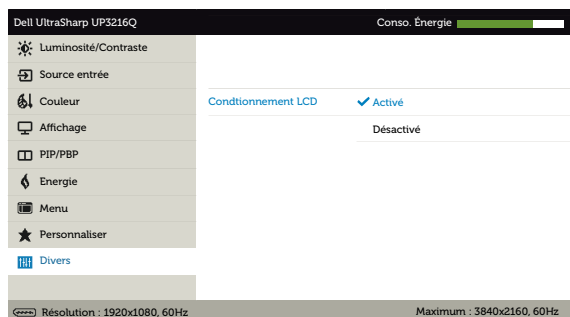 Dell UltraSharp UP3216Q Conso. Énergie
Luminosité/Contraste
Source entrée
Couleur Condtionnement LCD Activé
Affichage Désactivé
PIP/PBP
Energie
Menu
Personnaliser
Divers
Résolution : 1920x1080, 60Hz Maximum : 3840x2160, 60Hz